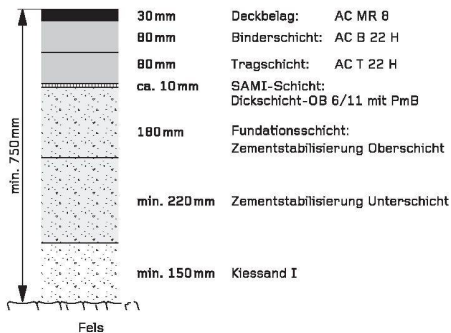 30mm Deckbelag: AC MR 8
80mm Binderschicht: AC B 22 H
80mm Tragschicht: AC T 22 H
ca. 10mm SAMI-Schicht:
Dickschicht-OB 6/11 mit PmB
180mm Fundationsschicht:
Zementstabilisierung Oberschicht
min. 750mm
min. 220mm Zementstabilisierung Unterschicht
min. 150mm Kiessand I
Fels